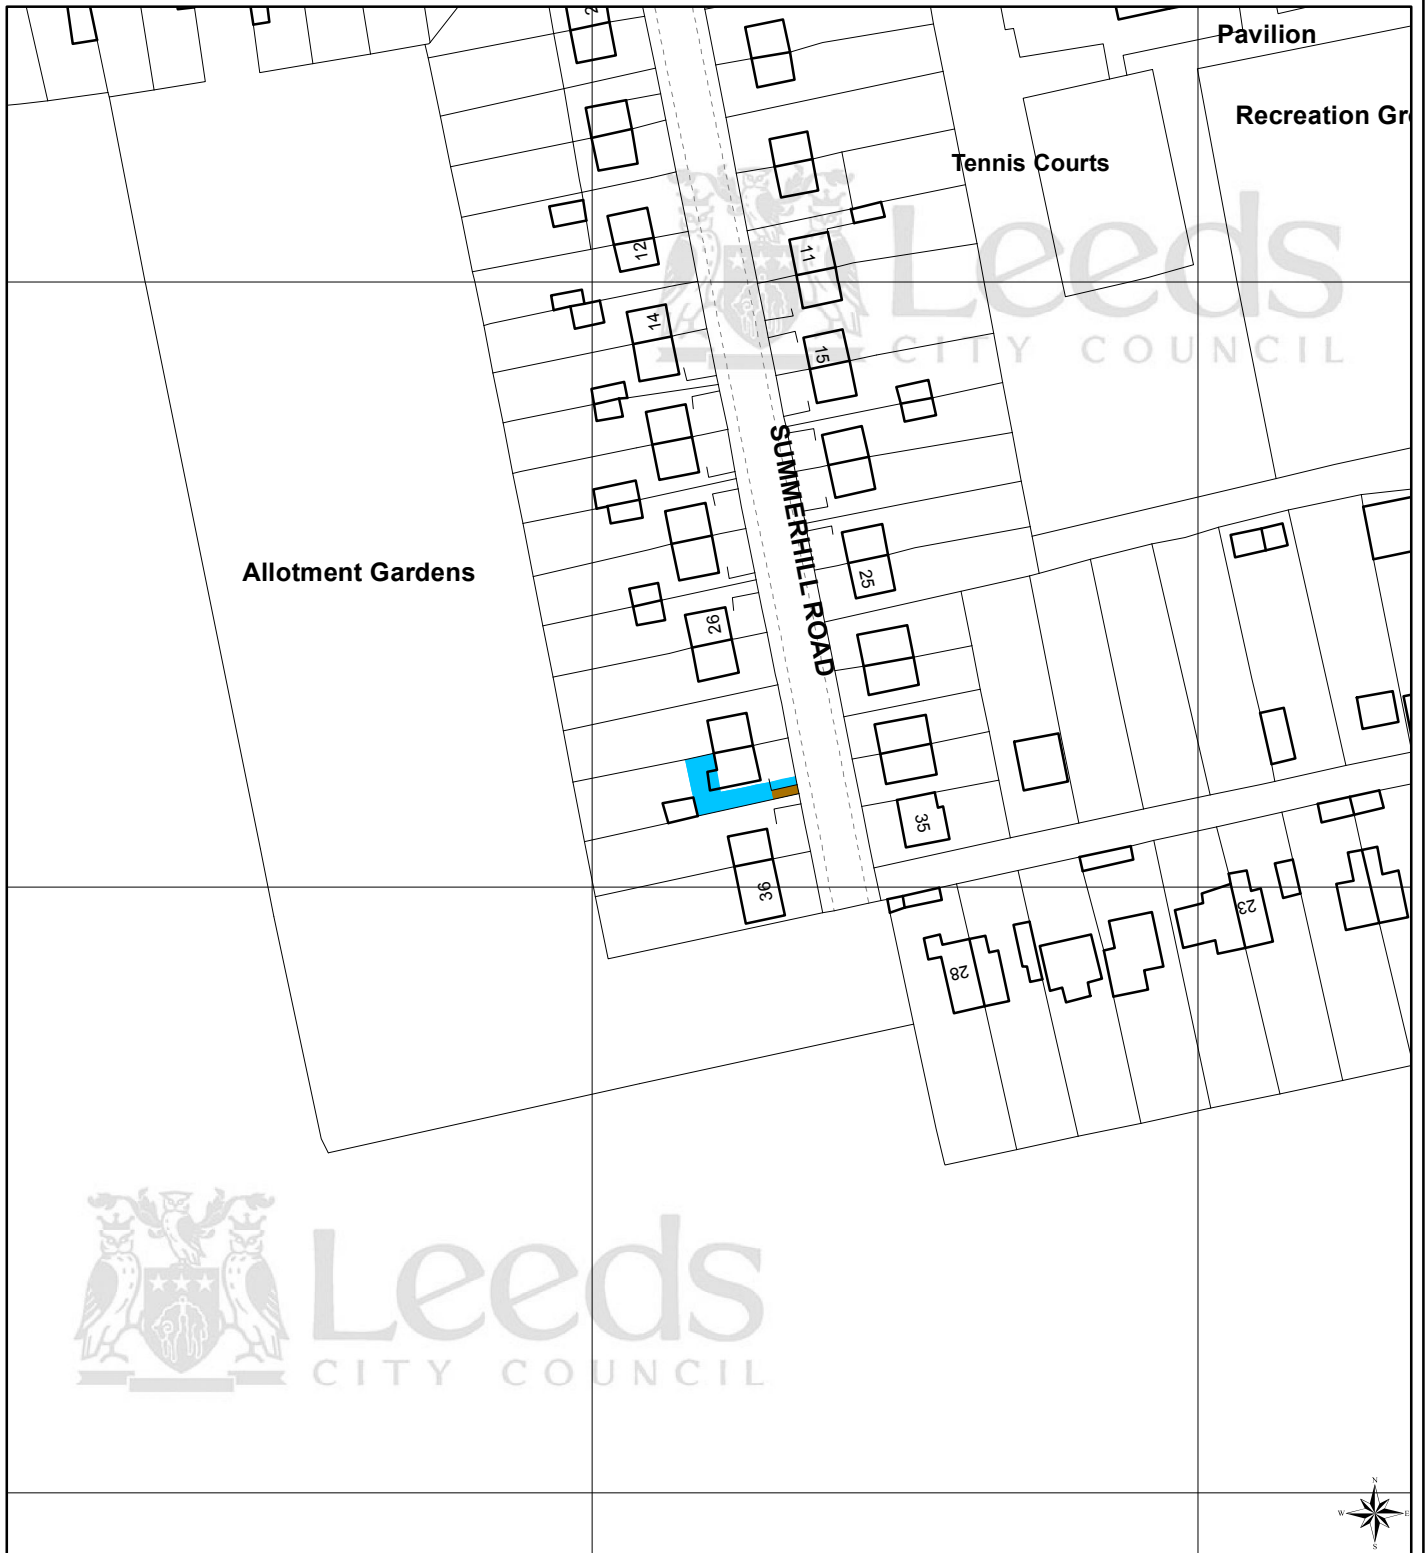 Pavilion
Recreation Gr
Tennis Courts
Leeds
CITY COUNCIL
12
11
14
15
SUMMERHILL ROAD
Allotment Gardens
25
26
35
36
23
28
Leeds
CITY COUNCIL
N
W E
S